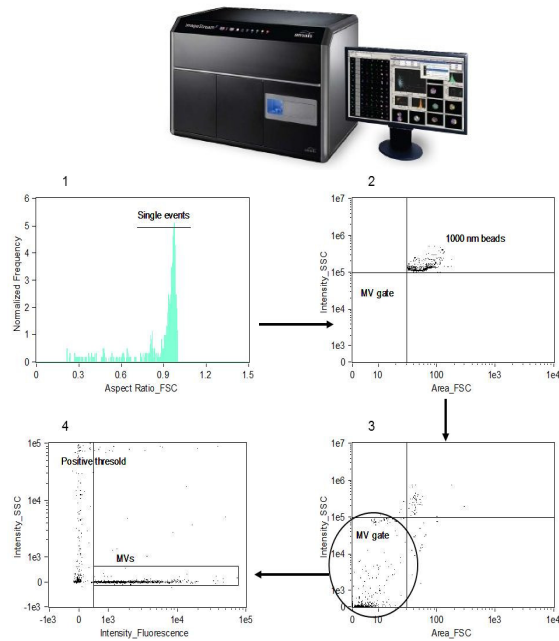 ImageStream
amnis
1
2
6
5
4
3
2
1
0
Normalized Frequency
Single events
0 0.3 0.6 0.9 1.2 1.5
Aspect Ratio_FSC
1e7
1e6
1e5
1e4
1e3
0
Intensity_SSC
1000 nm beads
MV gate
0 10 100 1e3 1e4
Area_FSC
4
3
1e5
1e4
1e3
0
-1e3
Intensity_SSC
Positive thresold
MVs
-1e3 0 1e3 1e4 1e5
Intensity_Fluorescence
1e7
1e6
1e5
1e4
1e3
0
Intensity_SSC
MV gate
0 10 100 1e3 1e4
Area_FSC